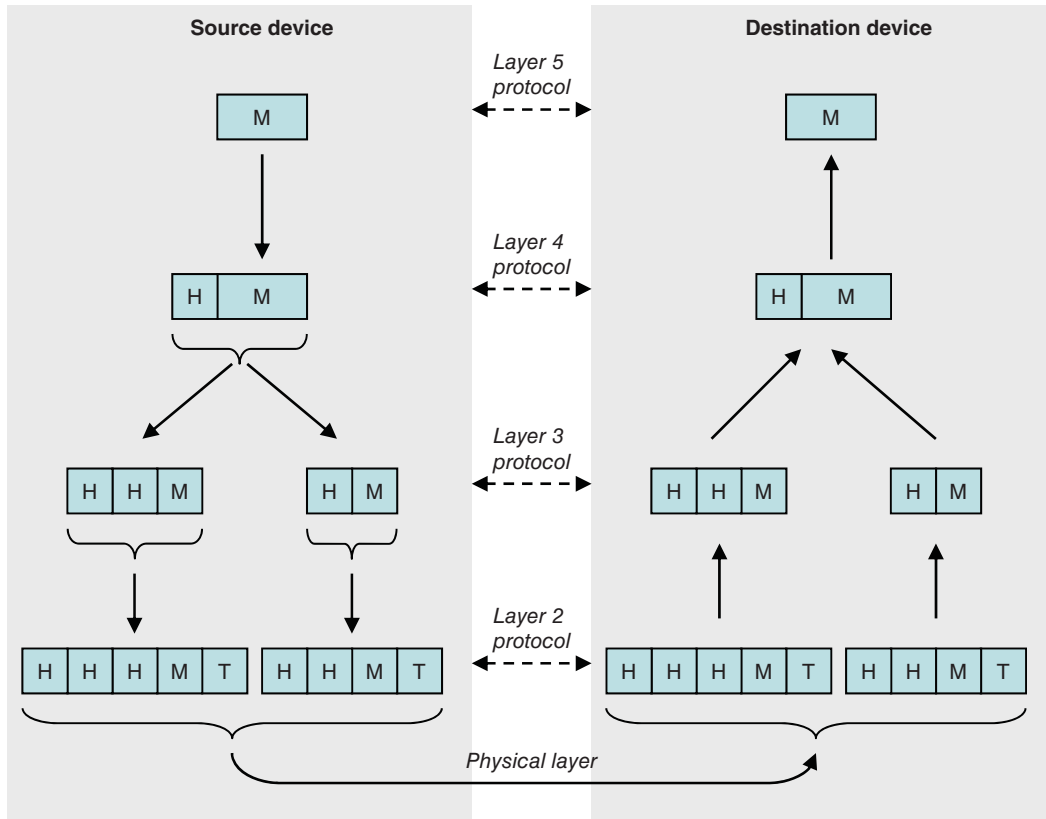 Source device
Destination device
Layer 5
protocol
M
M
Layer 4
protocol
H M
H M
Layer 3
protocol
H H M
H M
H H M
H M
Layer 2
protocol
H H H M T
H H M T
H H H M T
H H M T
Physical layer